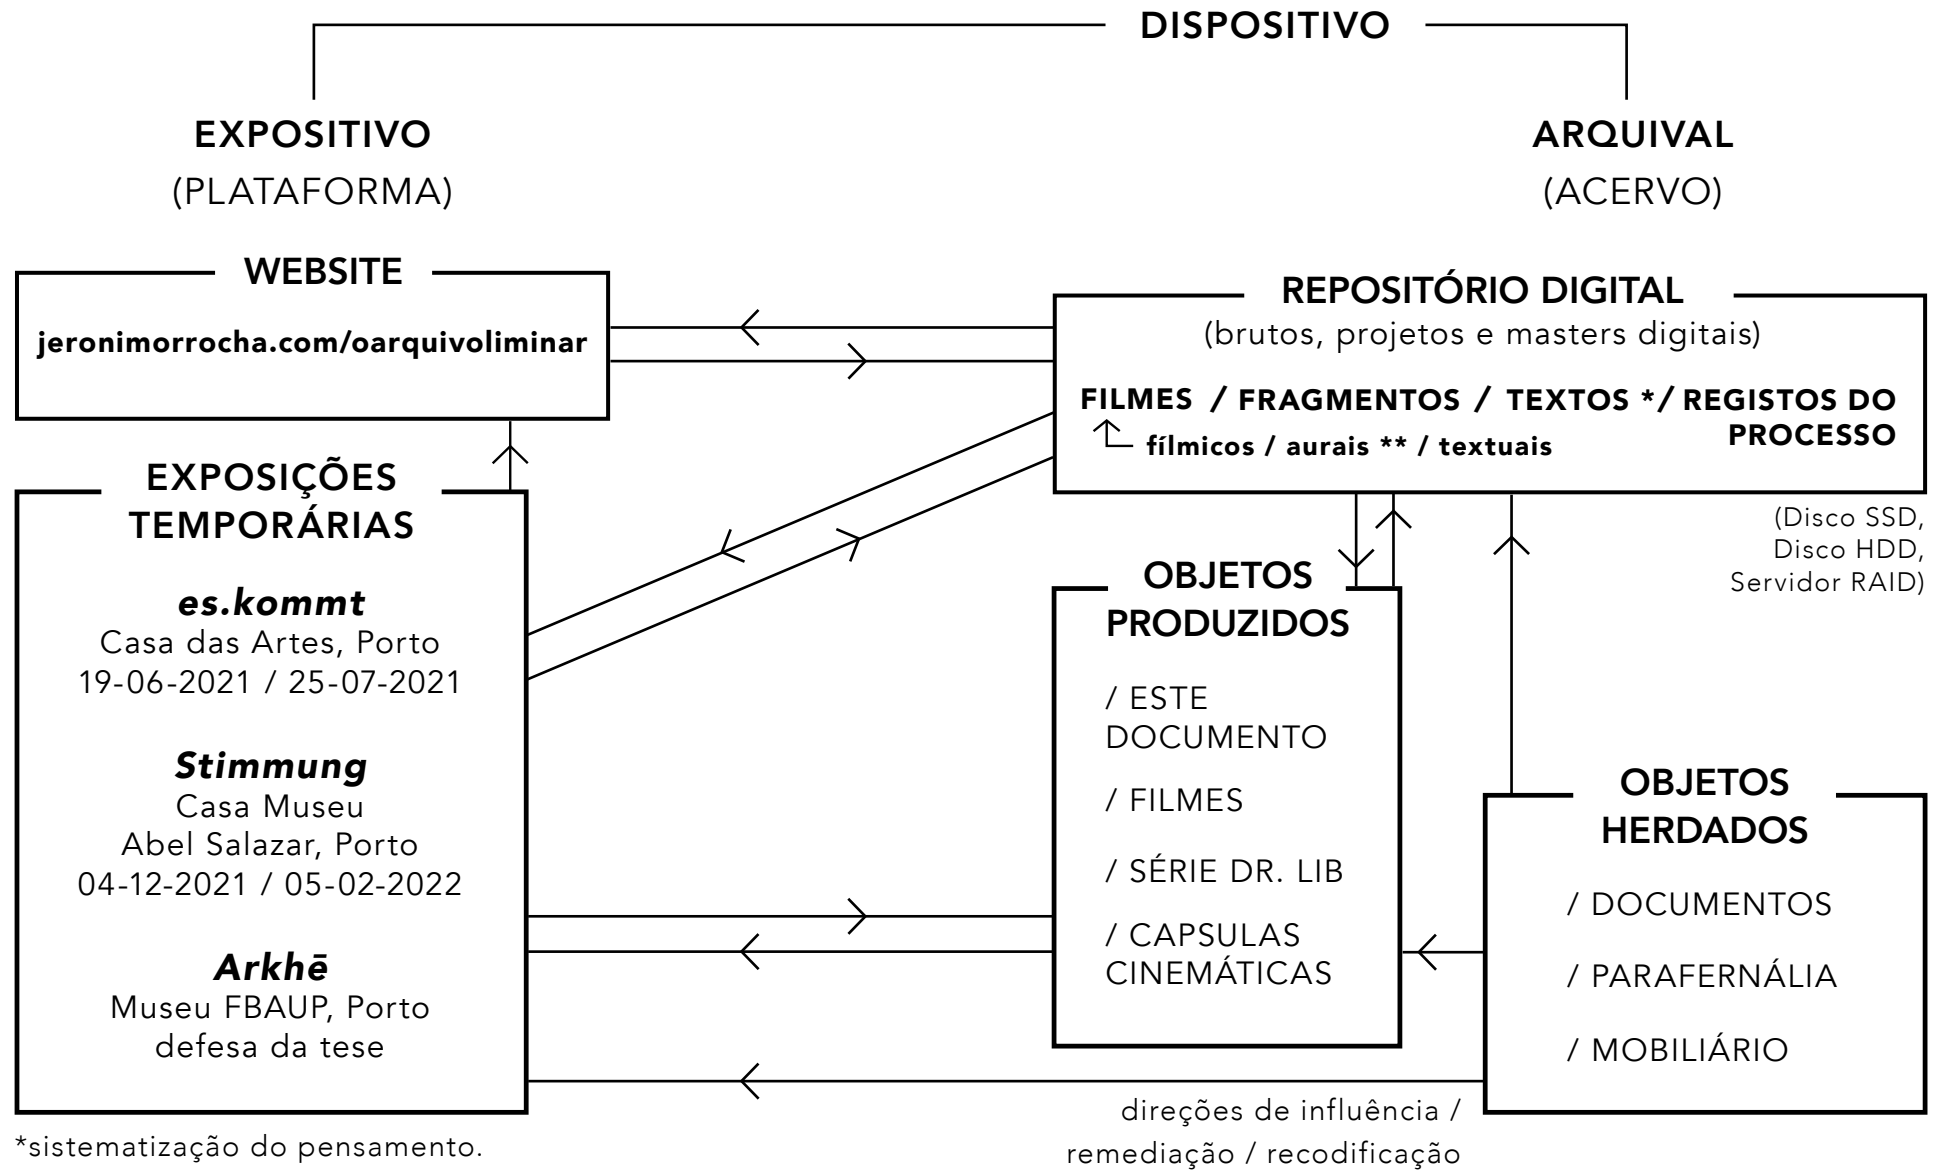 DISPOSITIVO
EXPOSITIVO
(PLATAFORMA)
ARQUIVAL
(ACERVO)
WEBSITE
jeronimorrocha.com/oarquivoliminar
REPOSITÓRIO DIGITAL
(brutos, projetos e masters digitais)
FILMES / FRAGMENTOS / TEXTOS */ REGISTOS DO
PROCESSO
fílmicos / aurais ** / textuais
(Disco SSD,
Disco HDD,
Servidor RAID)
EXPOSIÇÕES
TEMPORÁRIAS
es.kommt
Casa das Artes, Porto
19-06-2021 / 25-07-2021
Stimmung
Casa Museu
Abel Salazar, Porto
04-12-2021 / 05-02-2022
Arkhē
Museu FBAUP, Porto
defesa da tese
OBJETOS
PRODUZIDOS
/ ESTE
DOCUMENTO
/ FILMES
/ SÉRIE DR. LIB
/ CAPSULAS
CINEMÁTICAS
OBJETOS
HERDADOS
/ DOCUMENTOS
/ PARAFERNÁLIA
/ MOBILIÁRIO
direções de influência /
remediação / recodificação
*sistematização do pensamento.